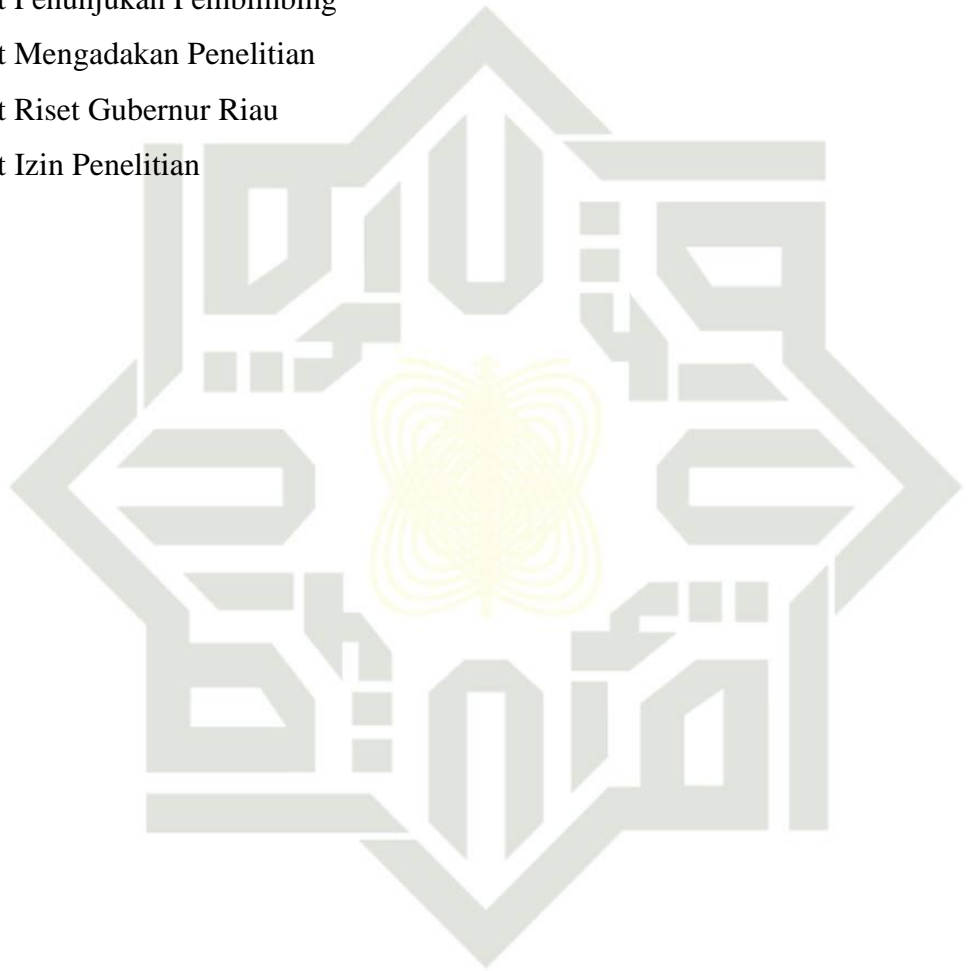 t Penunjukan Pembimbing
t Mengadakan Penelitian
t Riset Gubernur Riau
t Izin Penelitian